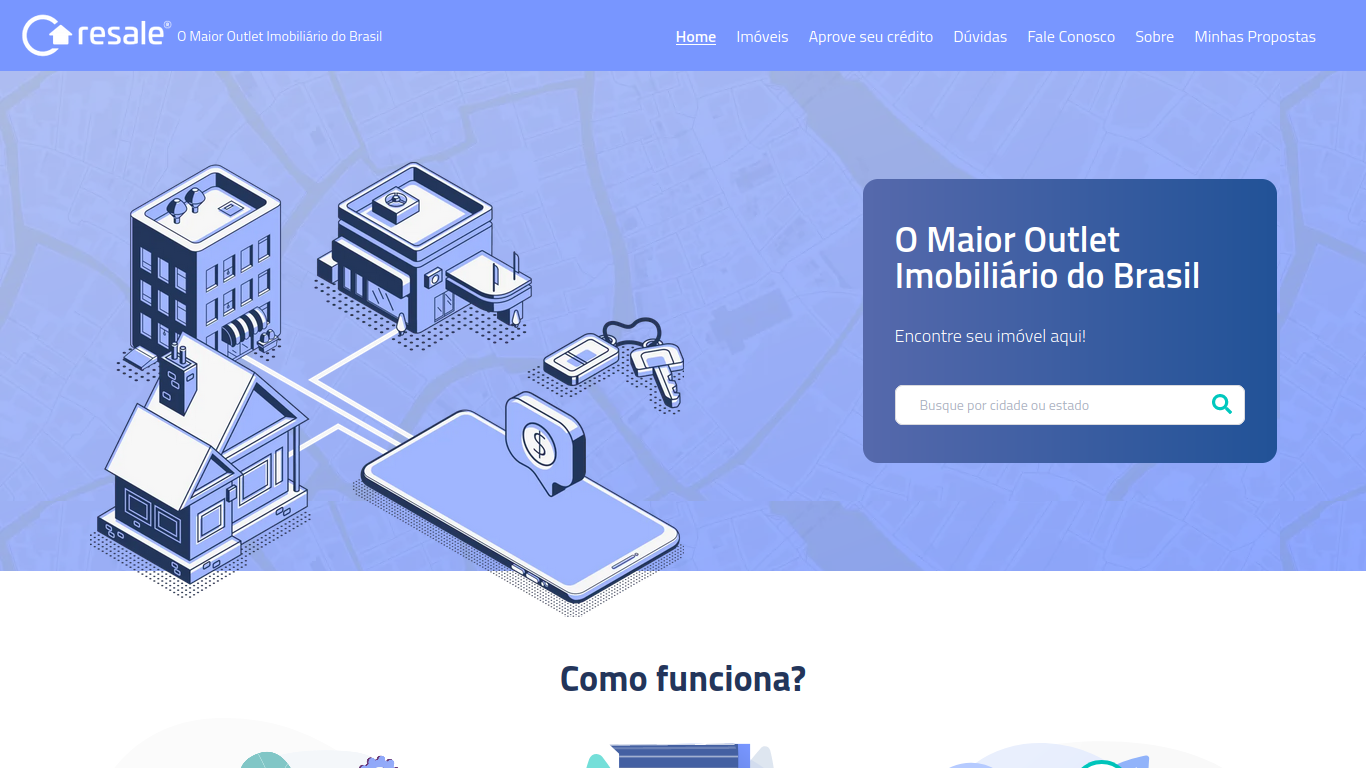 resale®
O Maior Outlet Imobiliário do Brasil
Home
Imóveis
Aprove seu crédito
Dúvidas
Fale Conosco
Sobre
Minhas Propostas
O Maior Outlet
Imobiliário do Brasil
Encontre seu imóvel aqui!
Busque por cidade ou estado
$
Como funciona?